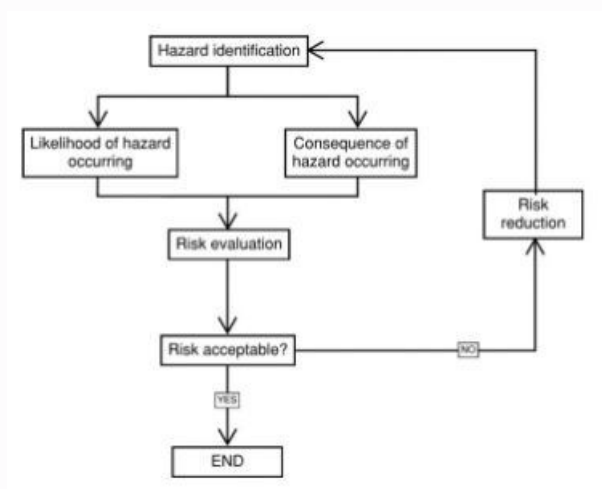 Hazard identification
Likelihood of hazard
occurring
Consequence of
hazard occurring
Risk
reduction
Risk evaluation
Risk acceptable?
NO
YES
END